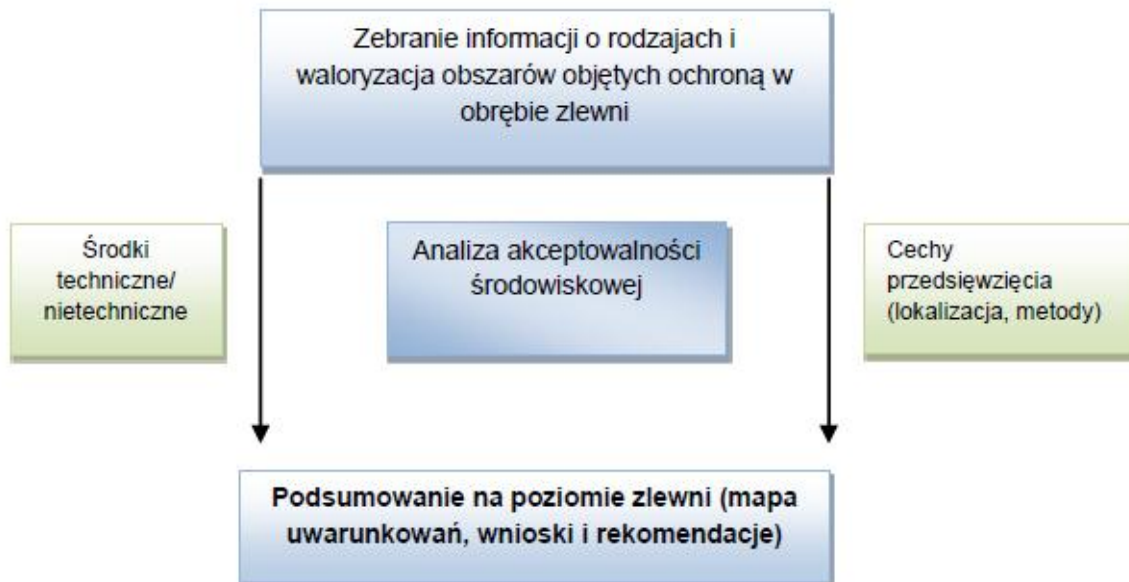 Zebranie informacji o rodzajach i
waloryzacja obszarów objętych ochroną w
obrębie zlewni
Środki
techniczne/
nietechniczne
Analiza akceptowalności
środowiskowej
Cechy
przedsięwzięcia
(lokalizacja, metody)
Podsumowanie na poziomie zlewni (mapa
uwarunkowań, wnioski i rekomendacje)